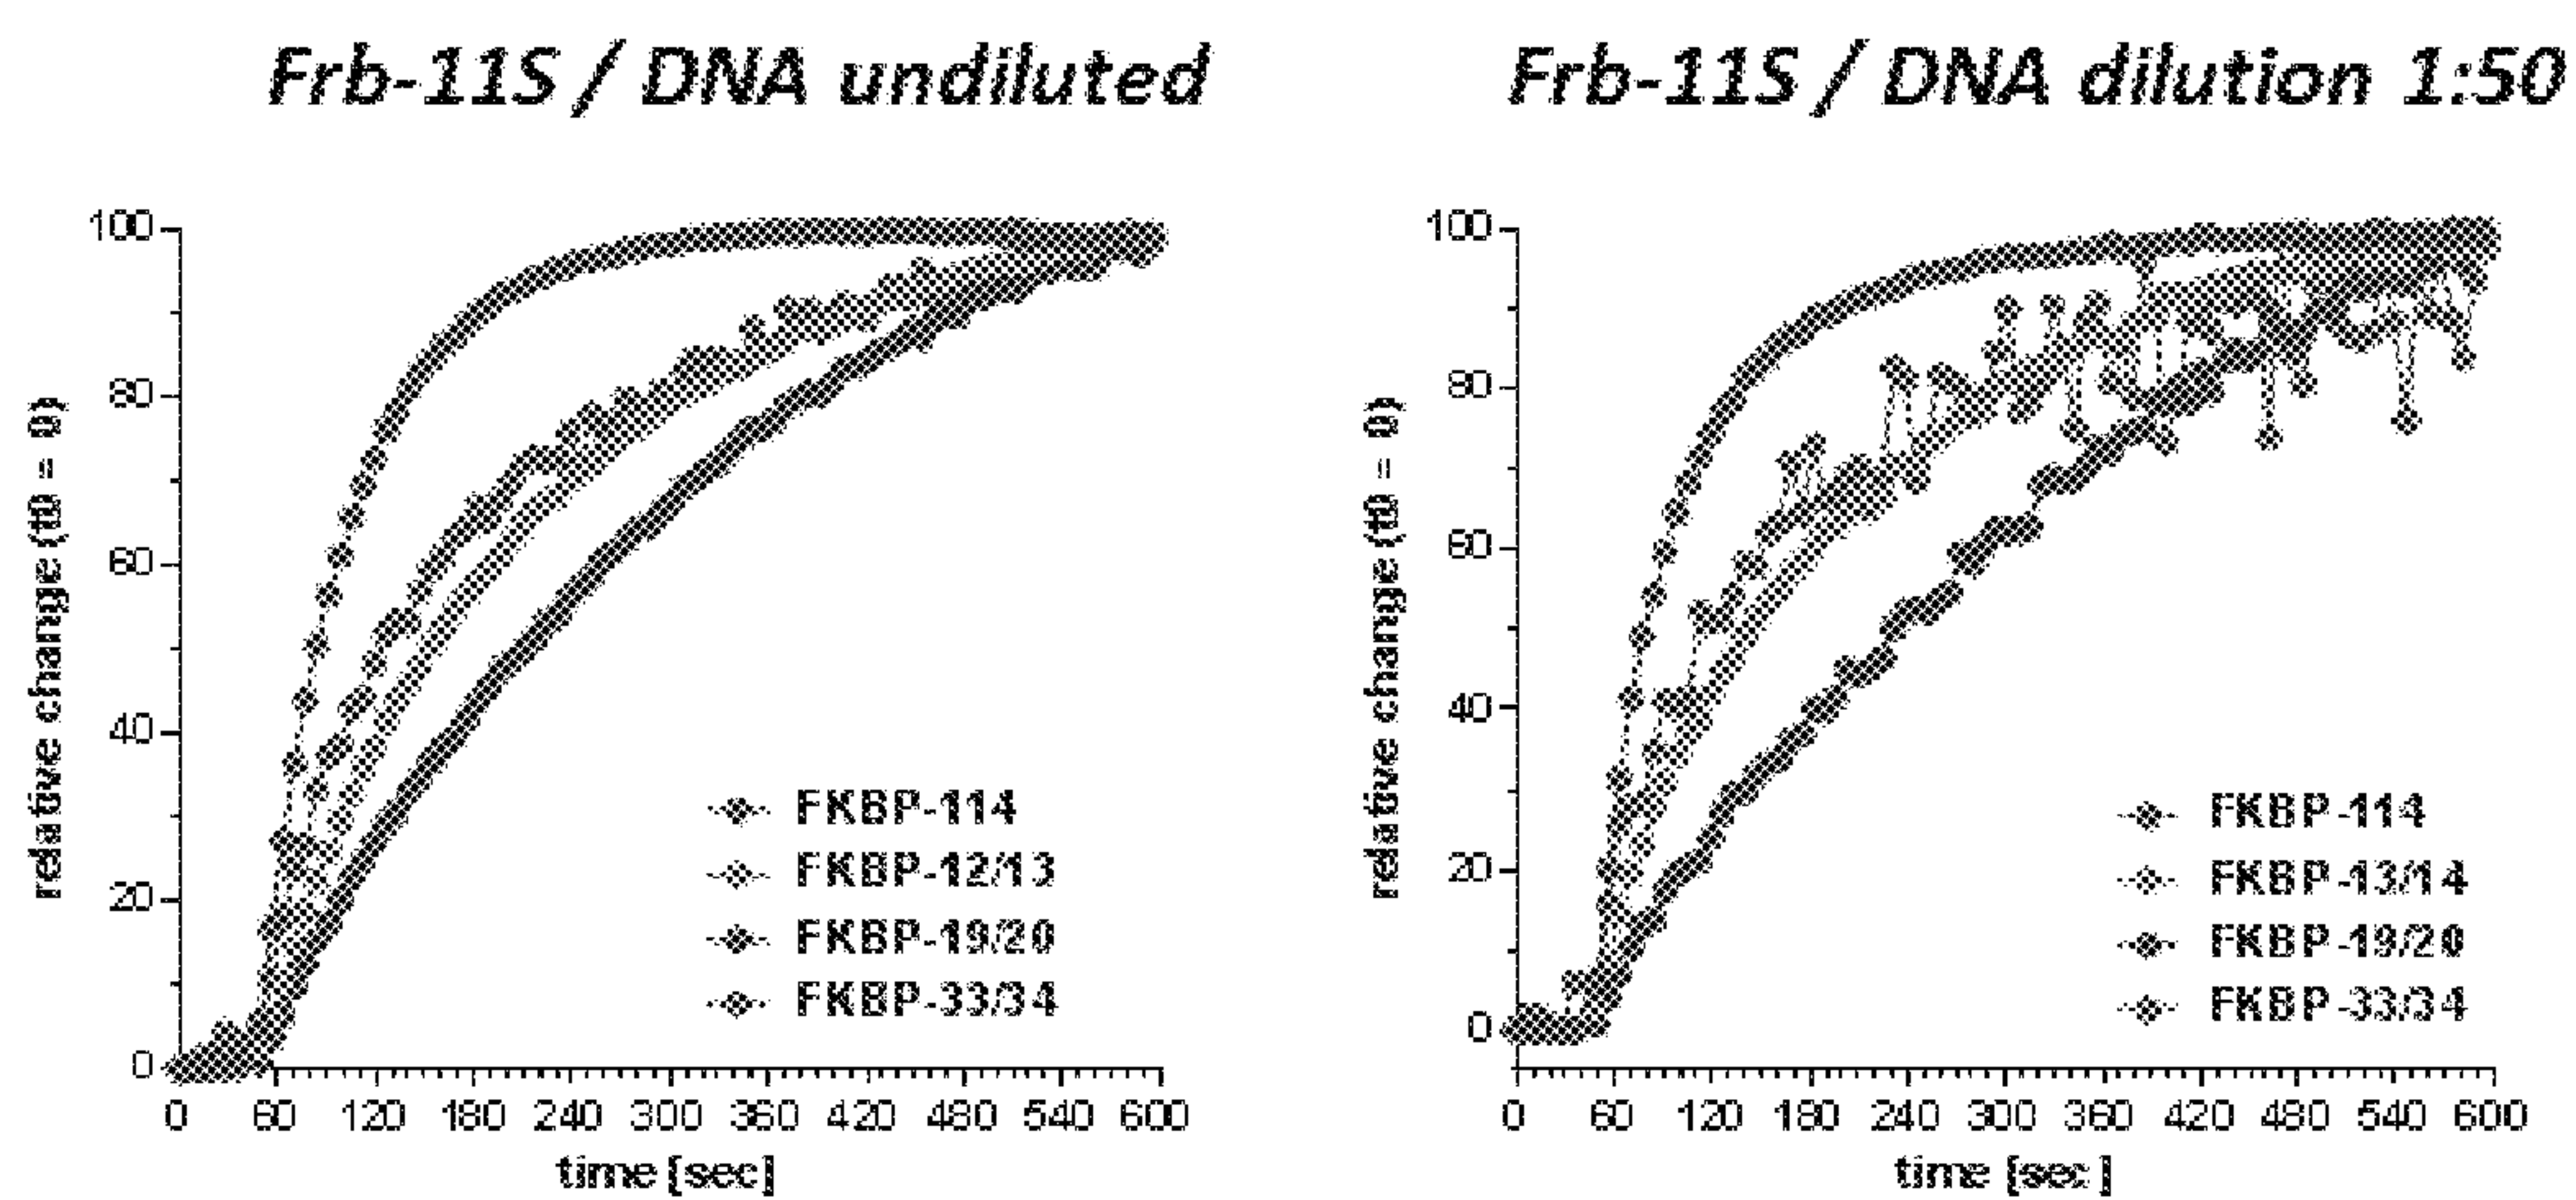 Frb-11S / DNA undiluted
relative change (t0 = 0)
100
80
60
40
20
0
FKBP-114
FKBP-12/13
FKBP-19/20
FKBP-33/34
0 60 120 180 240 300 360 420 480 540 600
time [sec]
Frb-11S / DNA dilution 1:50
relative change (t0 = 0)
100
80
60
40
20
0
FKBP-114
FKBP-13/14
FKBP-19/20
FKBP-33/34
0 60 120 180 240 300 360 420 480 540 600
time [sec]